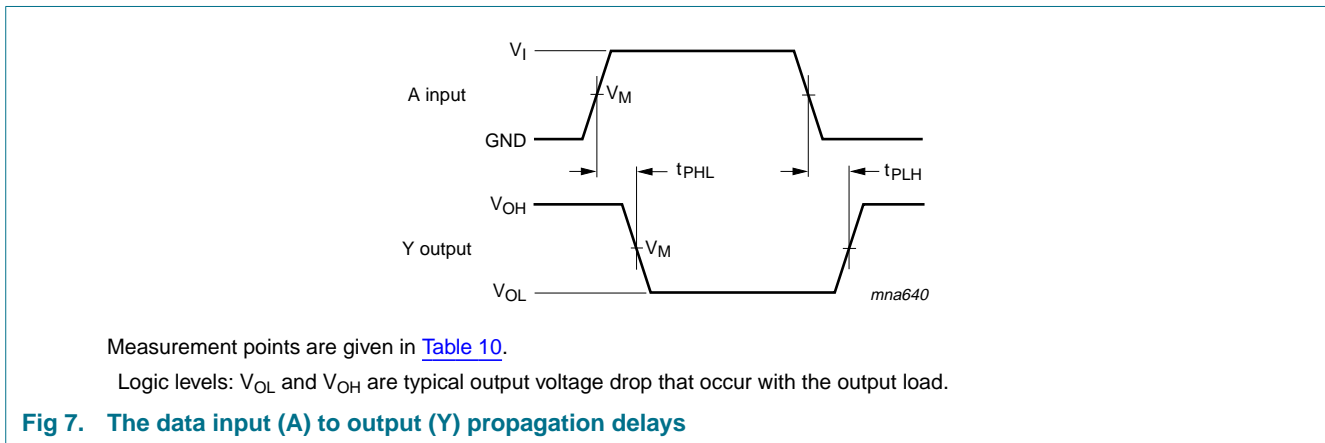 V_I
A input
V_M
GND
t_PHL
t_PLH
V_OH
Y output
V_M
V_OL
mna640
Measurement points are given in Table 10.
Logic levels: V_OL and V_OH are typical output voltage drop that occur with the output load.
Fig 7. The data input (A) to output (Y) propagation delays